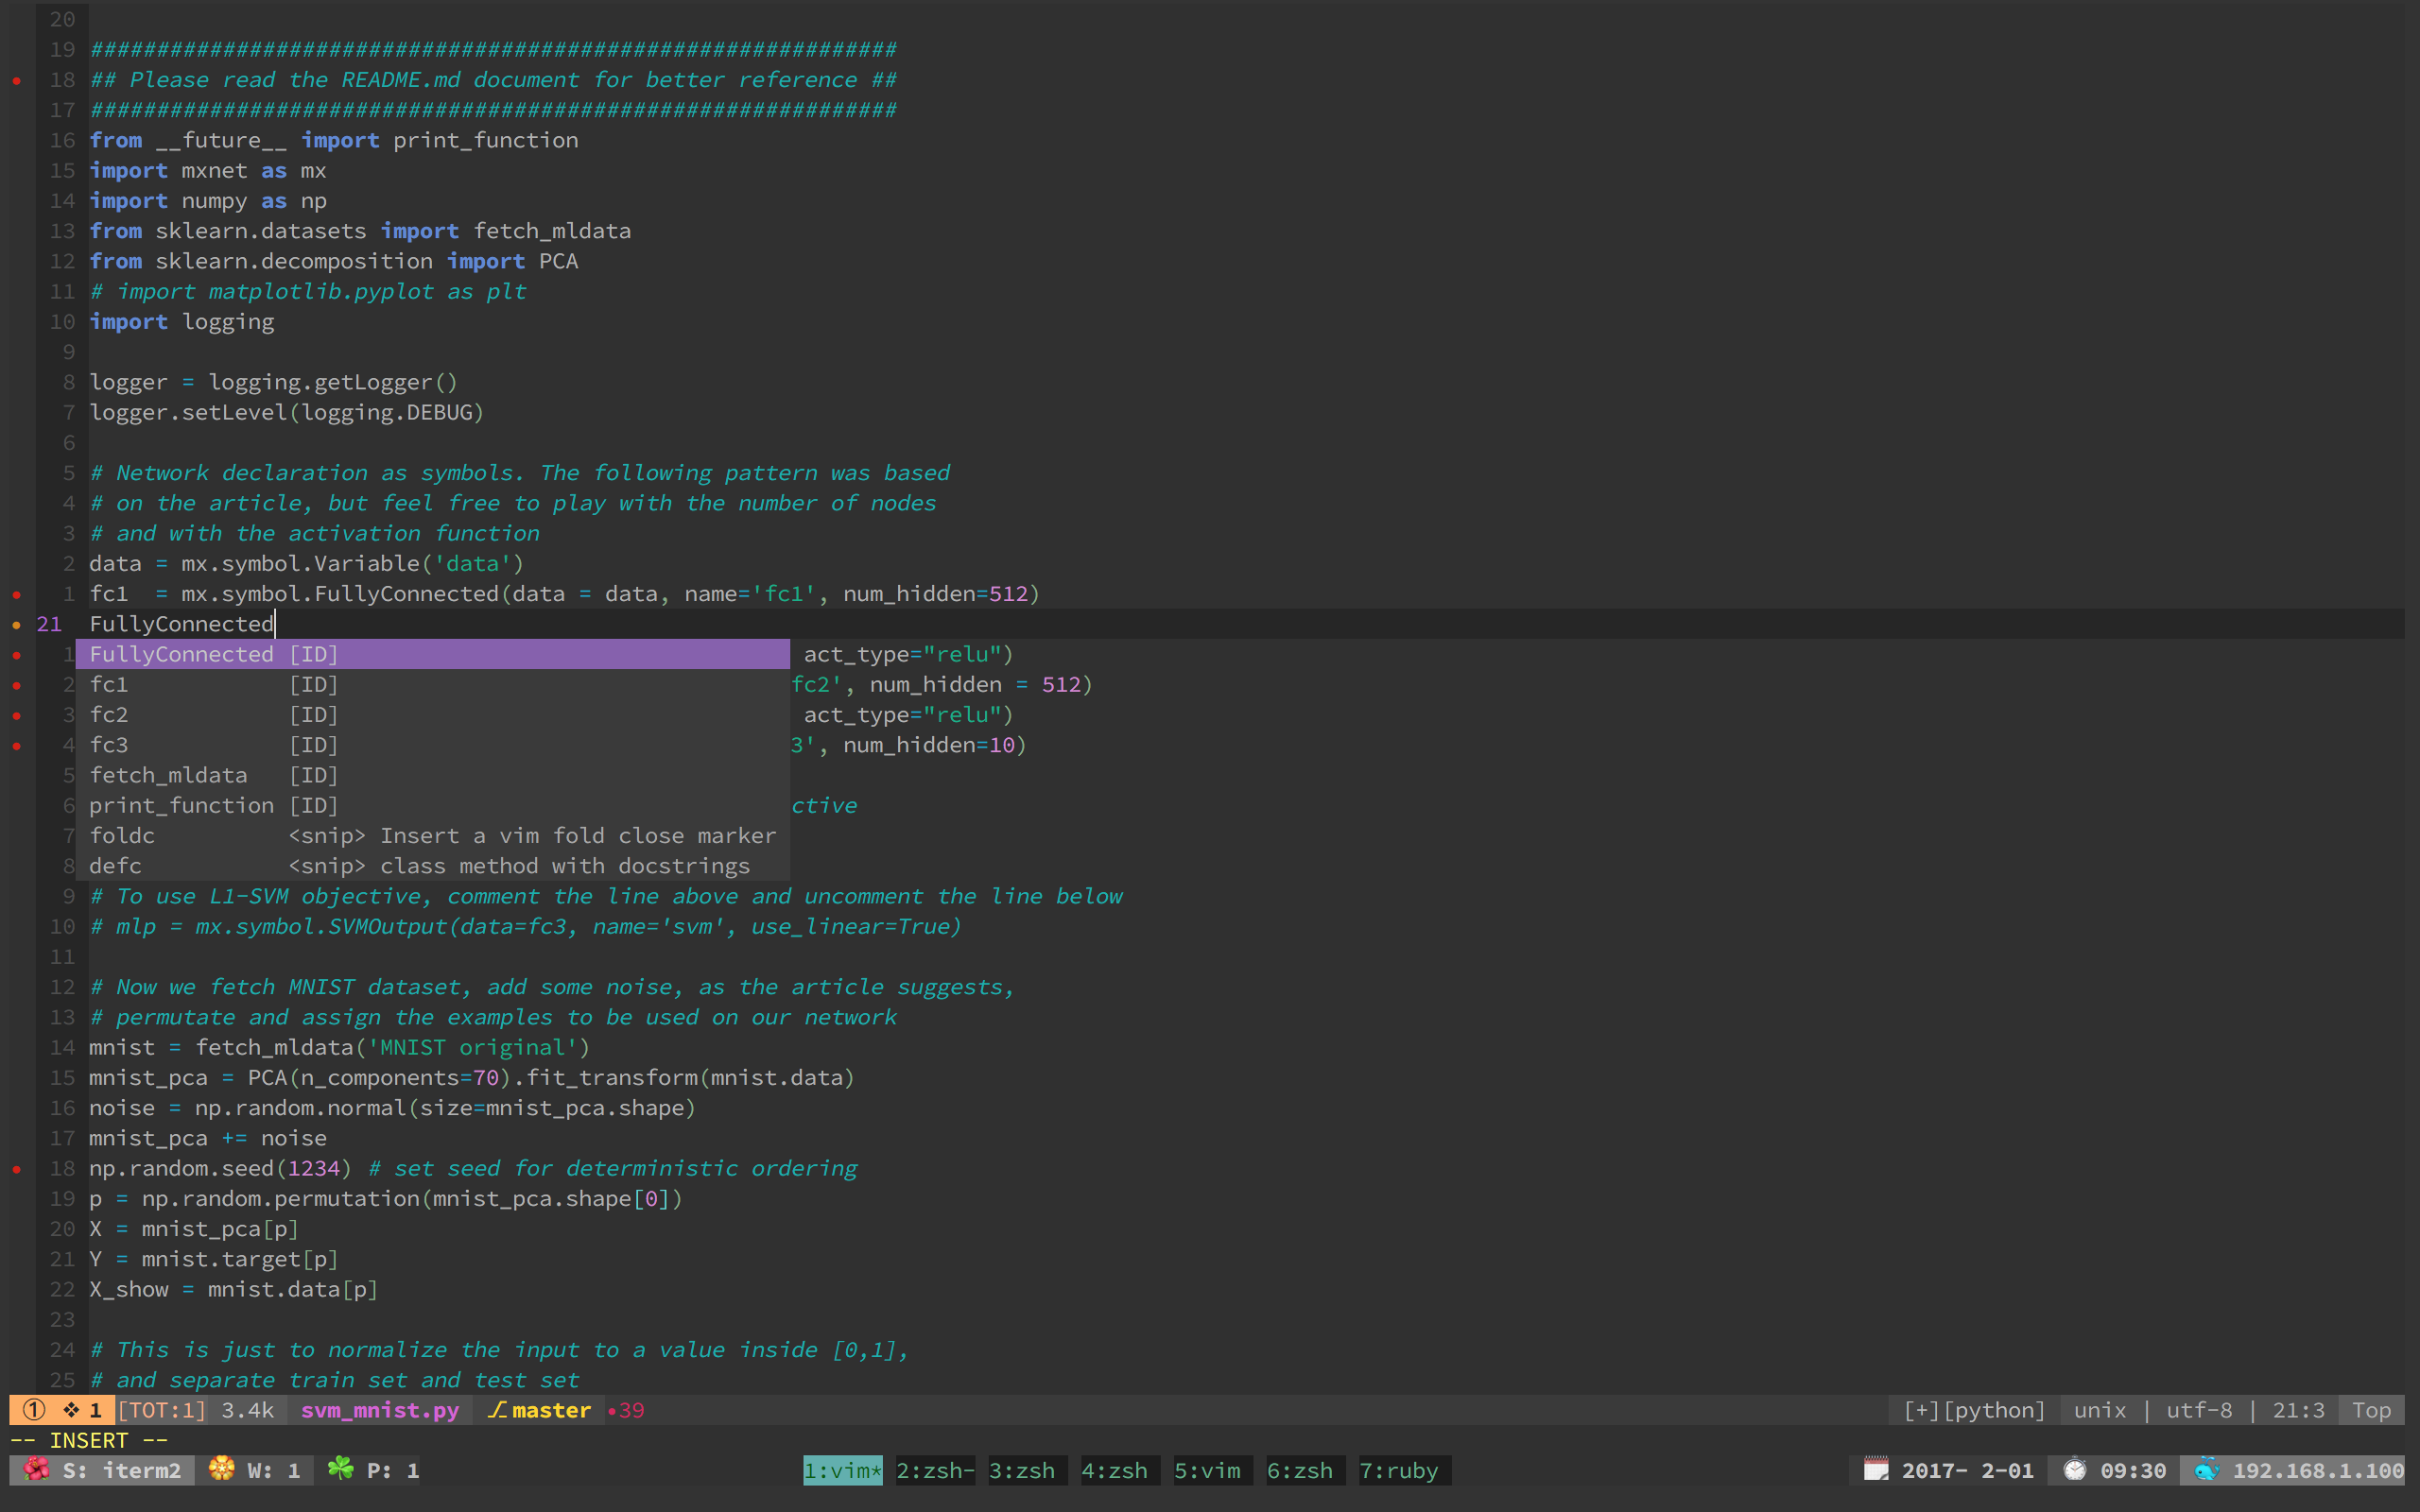 20
19 #############################################################
18 ## Please read the README.md document for better reference ##
17 #############################################################
16 from __future__ import print_function
15 import mxnet as mx
14 import numpy as np
13 from sklearn.datasets import fetch_mldata
12 from sklearn.decomposition import PCA
11 # import matplotlib.pyplot as plt
10 import logging
9
8 logger = logging.getLogger()
7 logger.setLevel(logging.DEBUG)
6
5 # Network declaration as symbols. The following pattern was based
4 # on the article, but feel free to play with the number of nodes
3 # and with the activation function
2 data = mx.symbol.Variable('data')
1 fc1  = mx.symbol.FullyConnected(data = data, name='fc1', num_hidden=512)
21 FullyConnected
1 FullyConnected [ID] act_type="relu")
2 fc1 [ID] fc2', num_hidden = 512)
3 fc2 [ID] act_type="relu")
4 fc3 [ID] 3', num_hidden=10)
5 fetch_mldata [ID]
6 print_function [ID] ctive
7 foldc <snip> Insert a vim fold close marker
8 defc <snip> class method with docstrings
9 # To use L1-SVM objective, comment the line above and uncomment the line below
10 # mlp = mx.symbol.SVMOutput(data=fc3, name='svm', use_linear=True)
11
12 # Now we fetch MNIST dataset, add some noise, as the article suggests,
13 # permutate and assign the examples to be used on our network
14 mnist = fetch_mldata('MNIST original')
15 mnist_pca = PCA(n_components=70).fit_transform(mnist.data)
16 noise = np.random.normal(size=mnist_pca.shape)
17 mnist_pca += noise
18 np.random.seed(1234) # set seed for deterministic ordering
19 p = np.random.permutation(mnist_pca.shape[0])
20 X = mnist_pca[p]
21 Y = mnist.target[p]
22 X_show = mnist.data[p]
23
24 # This is just to normalize the input to a value inside [0,1],
25 # and separate train set and test set
① ❖ 1 [TOT:1] 3.4k svm_mnist.py master •39 [+][python] unix | utf-8 | 21:3 Top
-- INSERT --
S: iterm2 W: 1 P: 1 1:vim* 2:zsh- 3:zsh 4:zsh 5:vim 6:zsh 7:ruby 2017- 2-01 09:30 192.168.1.100